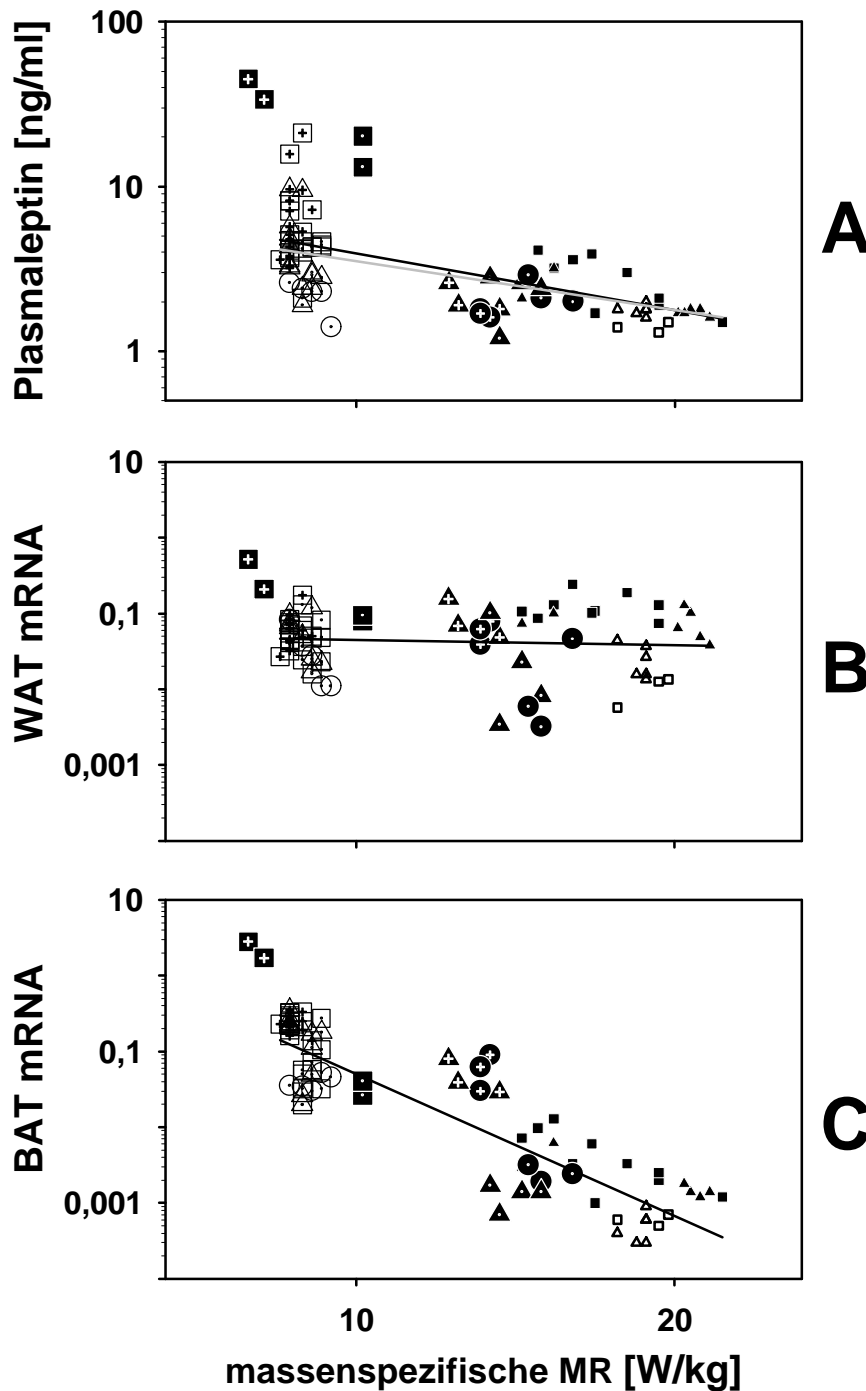 100
10
1
Plasmaleptin [ng/ml]
A
10
0,1
0,001
WAT mRNA
B
10
0,1
0,001
BAT mRNA
C
10 20
massenspezifische MR [W/kg]